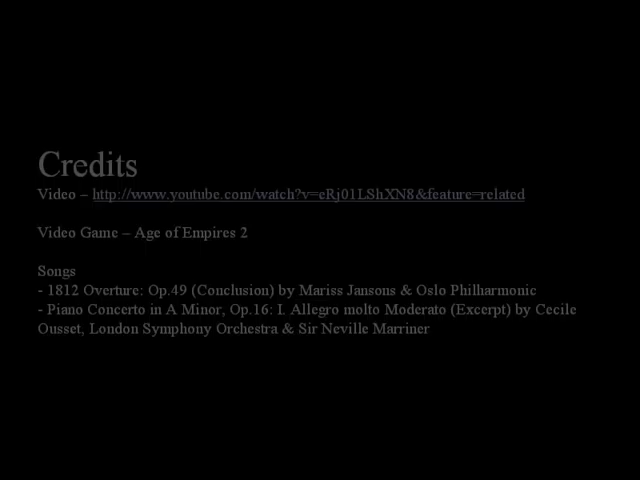 Credits
Video – http://www.youtube.com/watch?v=eRj01LShXN8&feature=related
Video Game – Age of Empires 2
Songs
- 1812 Overture: Op.49 (Conclusion) by Mariss Jansons & Oslo Philharmonic
- Piano Concerto in A Minor, Op.16: I. Allegro molto Moderato (Excerpt) by Cecile
Ousset, London Symphony Orchestra & Sir Neville Marriner